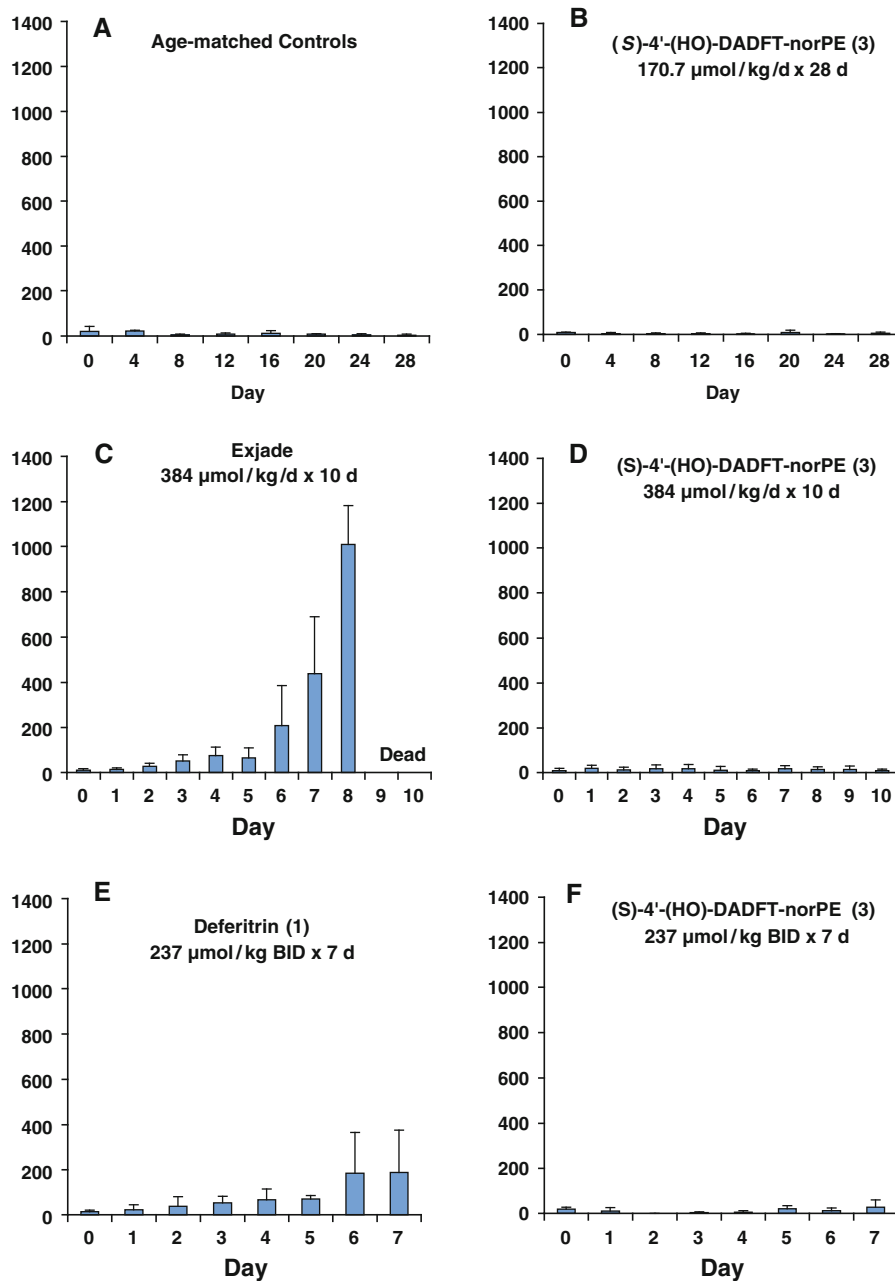 A
Age-matched Controls
1400
1200
1000
800
600
400
200
0
0 4 8 12 16 20 24 28
Day
B
(S)-4'-(HO)-DADFT-norPE (3)
170.7 µmol/kg/d x 28 d
1400
1200
1000
800
600
400
200
0
0 4 8 12 16 20 24 28
Day
C
Exjade
384 µmol/kg/d x 10 d
1400
1200
1000
800
600
400
200
0
Dead
0 1 2 3 4 5 6 7 8 9 10
Day
D
(S)-4'-(HO)-DADFT-norPE (3)
384 µmol/kg/d x 10 d
1400
1200
1000
800
600
400
200
0
0 1 2 3 4 5 6 7 8 9 10
Day
E
Deferitrin (1)
237 µmol/kg BID x 7 d
1400
1200
1000
800
600
400
200
0
0 1 2 3 4 5 6 7
Day
F
(S)-4'-(HO)-DADFT-norPE (3)
237 µmol/kg BID x 7 d
1400
1200
1000
800
600
400
200
0
0 1 2 3 4 5 6 7
Day